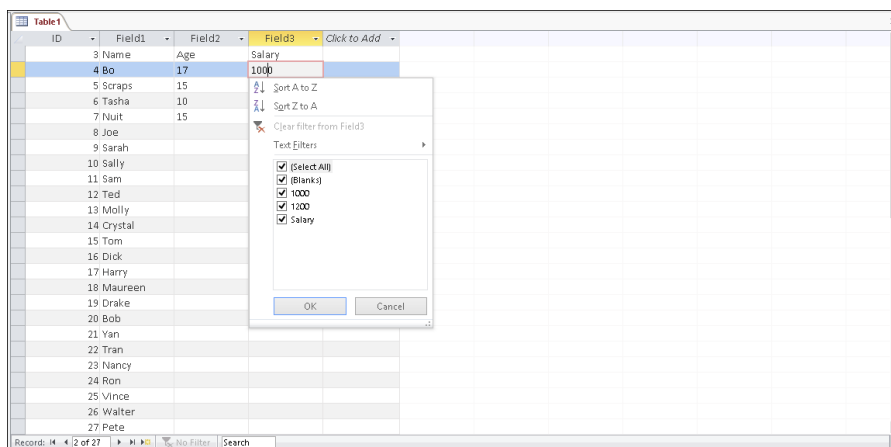 Table1
ID Field1 Field2 Field3 Click to Add
3 Name Age Salary
4 Bo 17 1000
5 Scraps 15
Sort A to Z
6 Tasha 10
Sort Z to A
7 Nuit 15
Clear filter from Field3
8 Joe
Text Filters
9 Sarah
10 Sally
(Select All)
11 Sam
(Blanks)
12 Ted
1000
13 Molly
1200
14 Crystal
Salary
15 Tom
16 Dick
17 Harry
18 Maureen
19 Drake
OK Cancel
20 Bob
21 Yan
22 Tran
23 Nancy
24 Ron
25 Vince
26 Walter
27 Pete
Record: 2 of 27 No Filter Search